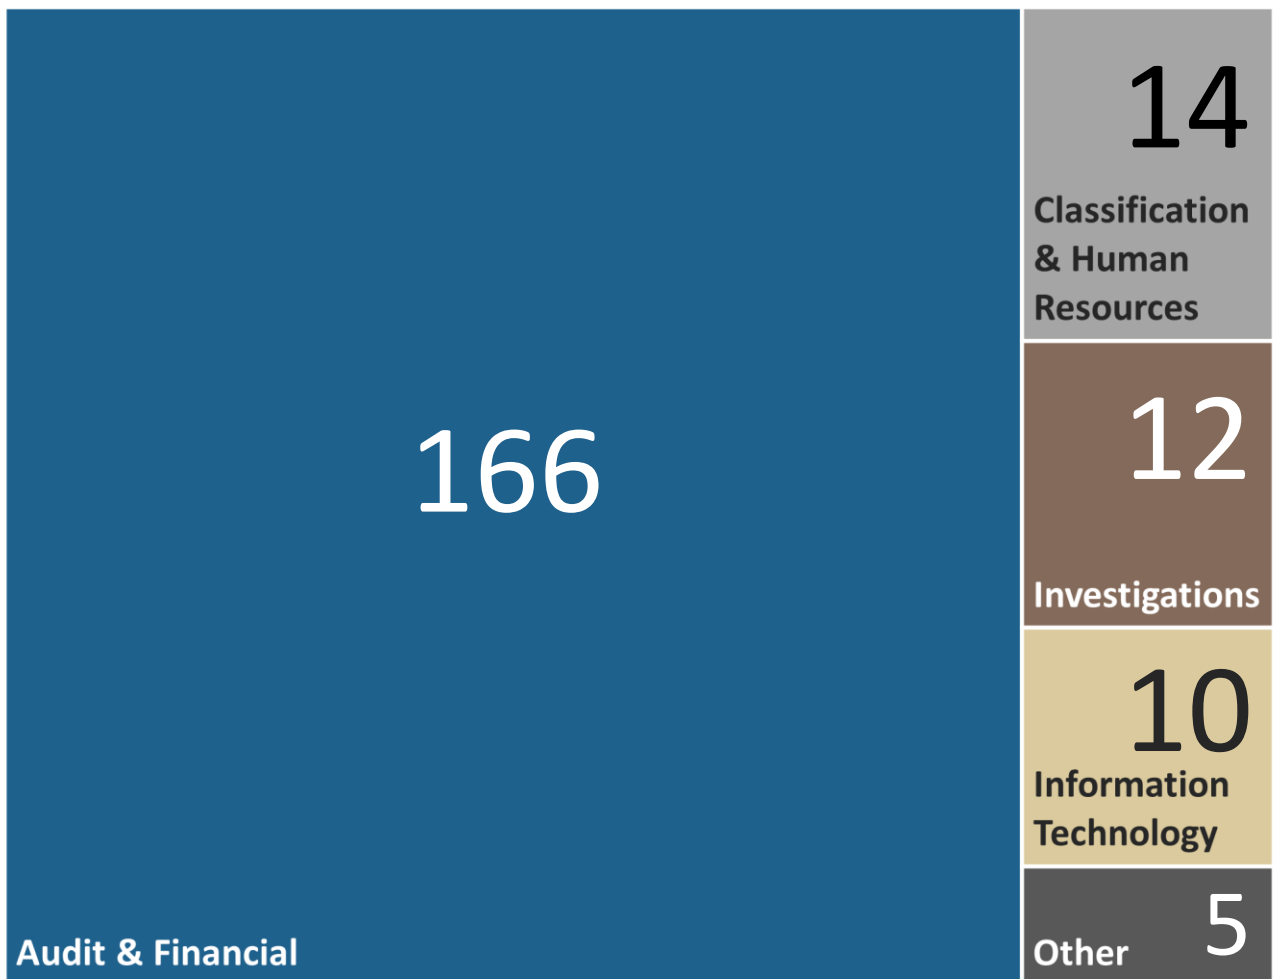 166
Audit & Financial
14
Classification
& Human
Resources
12
Investigations
10
Information
Technology
5
Other